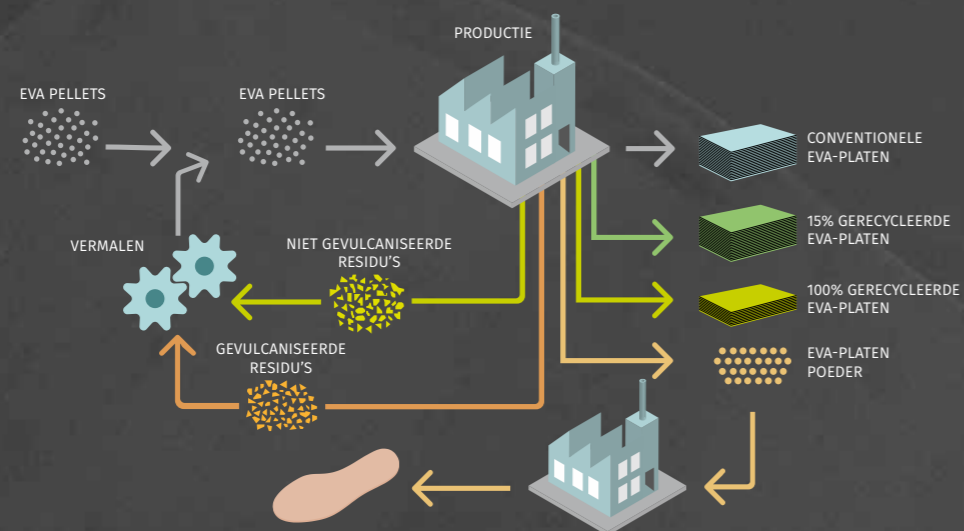 PRODUCTIE
EVA PELLETS
EVA PELLETS
CONVENTIONELE
EVA-PLATEN
15% GERECYCLEERDE
EVA-PLATEN
VERMALEN
NIET GEVULCANISEERDE
RESIDU'S
100% GERECYCLEERDE
EVA-PLATEN
GEVULCANISEERDE
RESIDU'S
EVA-PLATEN
POEDER